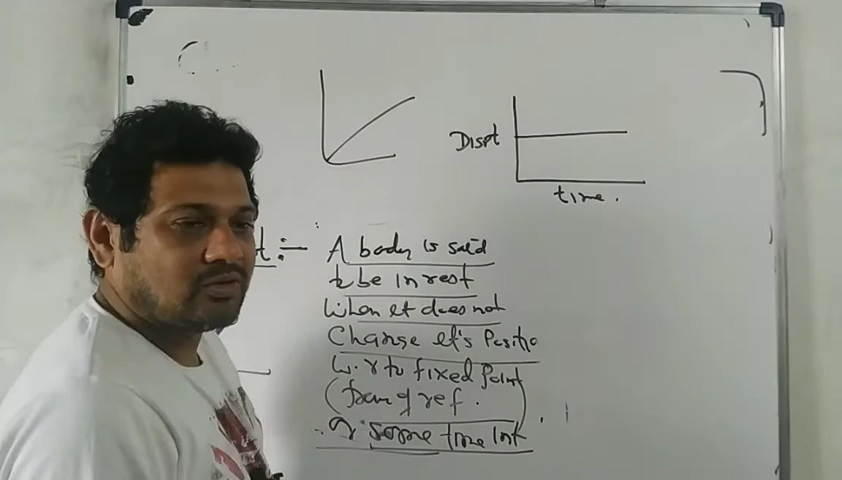 Dispt
time.
t :- A body is said
to be in rest
When it does not
Change it's Positio
W.r to fixed point
(fram of ref.
some time Int